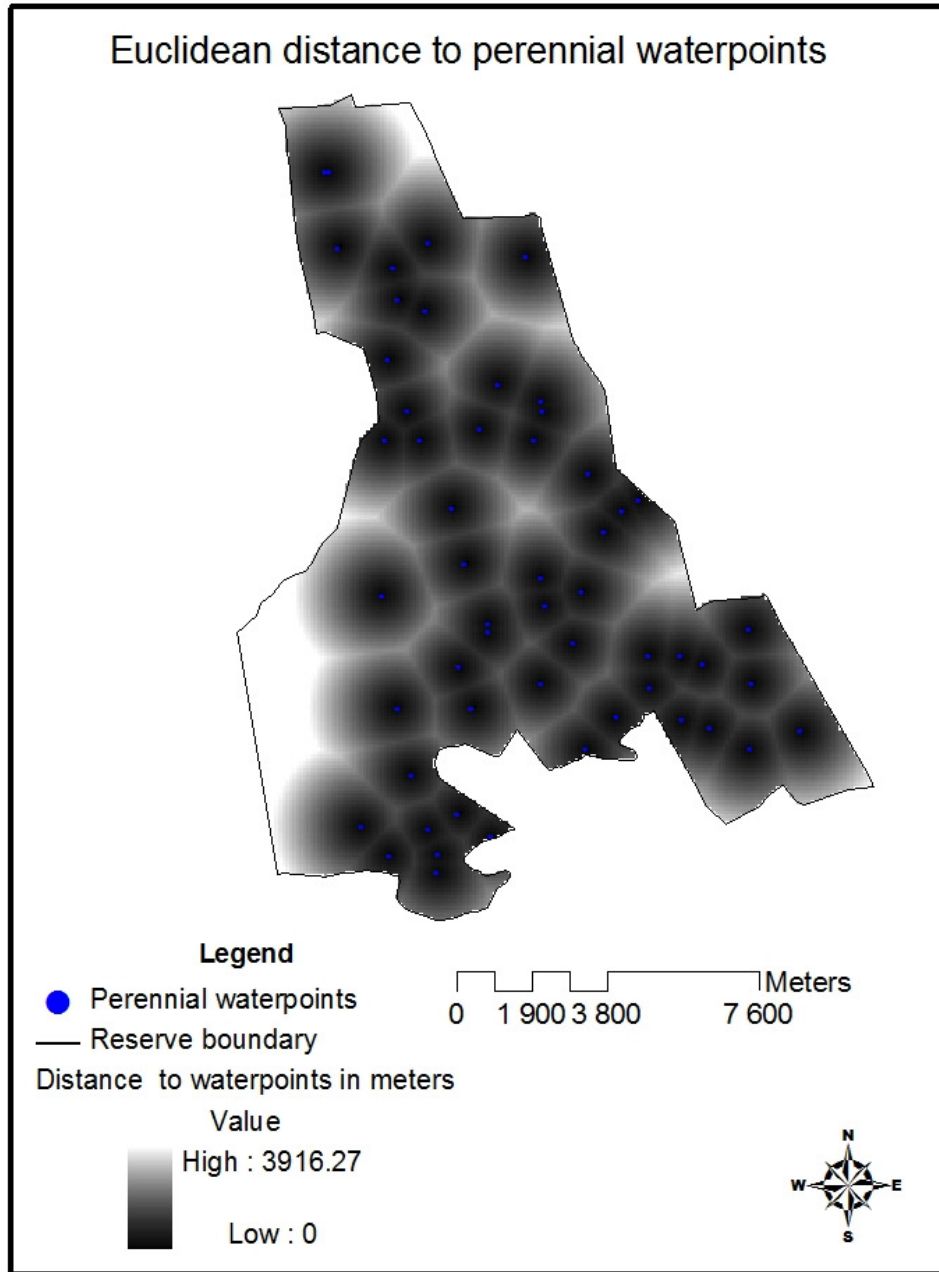 Euclidean distance to perennial waterpoints
Legend
Perennial waterpoints
Reserve boundary
Distance to waterpoints in meters
Value
High : 3916.27
Low : 0
Meters
0 1 900 3 800 7 600
N
W E
S